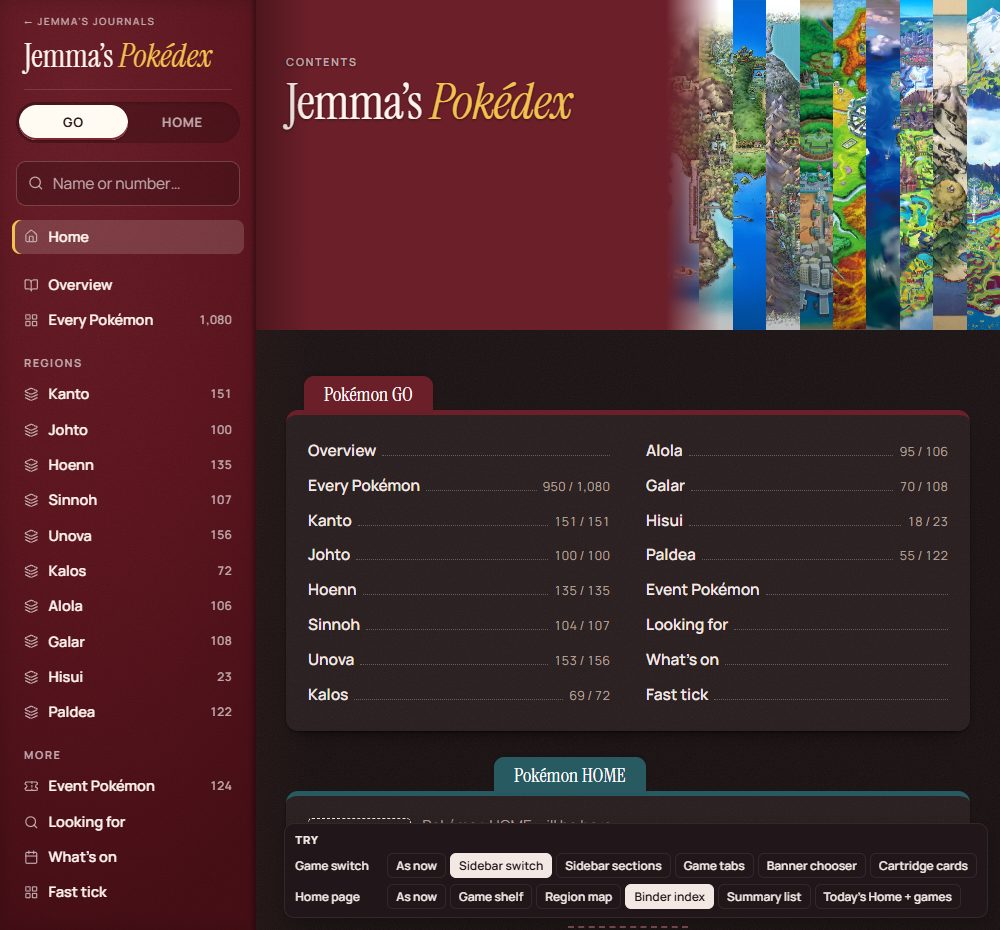 ← JEMMA'S JOURNALS
Jemma's Pokédex
GO HOME
Name or number...
Home
Overview
Every Pokémon 1,080
REGIONS
Kanto 151
Johto 100
Hoenn 135
Sinnoh 107
Unova 156
Kalos 72
Alola 106
Galar 108
Hisui 23
Paldea 122
MORE
Event Pokémon 124
Looking for
What's on
Fast tick
CONTENTS
Jemma's Pokédex
Pokémon GO
Overview
Every Pokémon 950 / 1,080
Kanto 151 / 151
Johto 100 / 100
Hoenn 135 / 135
Sinnoh 104 / 107
Unova 153 / 156
Kalos 69 / 72
Alola 95 / 106
Galar 70 / 108
Hisui 18 / 23
Paldea 55 / 122
Event Pokémon
Looking for
What's on
Fast tick
Pokémon HOME
TRY
Game switch As now Sidebar switch Sidebar sections Game tabs Banner chooser Cartridge cards
Home page As now Game shelf Region map Binder index Summary list Today's Home + games